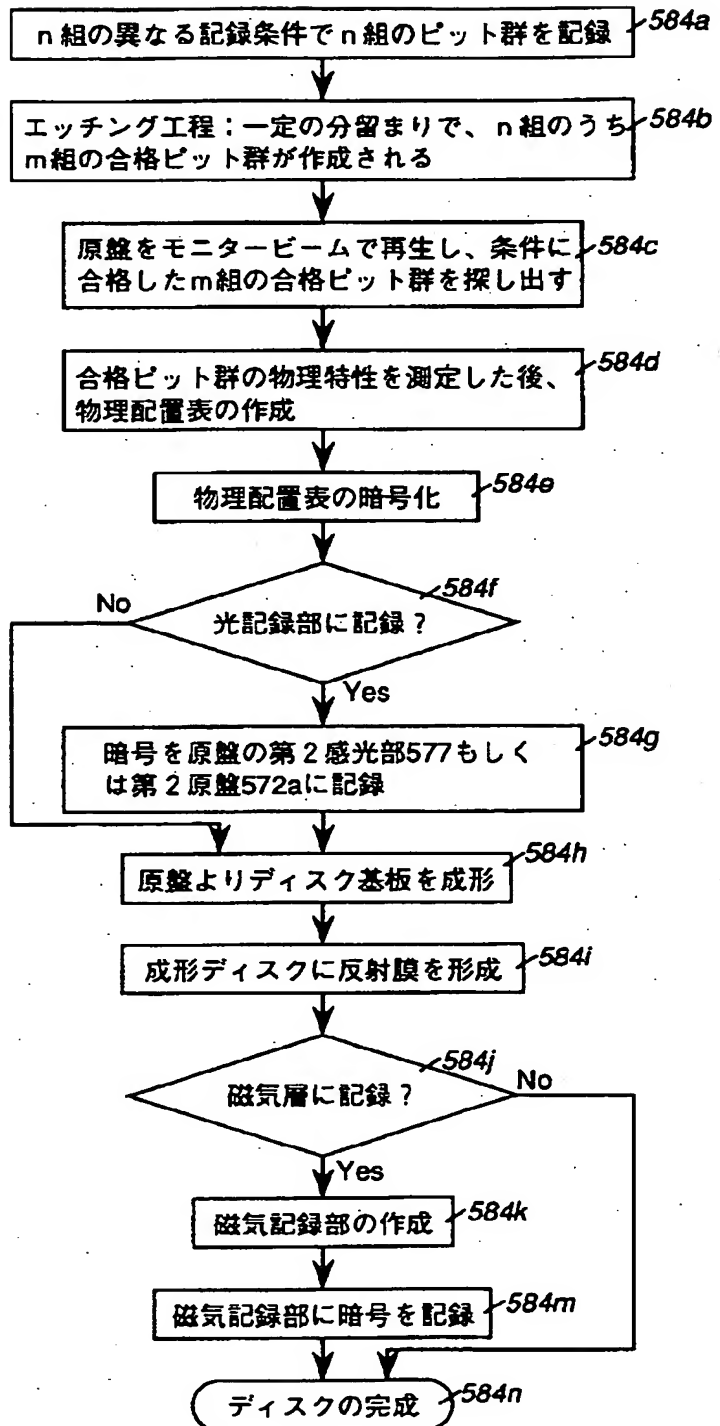 n組の異なる記録条件でn組のピット群を記録 584a
エッチング工程：一定の分留まりで、n組のうち 584b
m組の合格ピット群が作成される
原盤をモニタービームで再生し、条件に 584c
合格したm組の合格ピット群を探し出す
合格ピット群の物理特性を測定した後、 584d
物理配置表の作成
物理配置表の暗号化 584e
584f
No
光記録部に記録？
Yes
暗号を原盤の第2感光部577もしく 584g
は第2原盤572aに記録
原盤よりディスク基板を成形 584h
成形ディスクに反射膜を形成 584i
584j
磁気層に記録？
No
Yes
磁気記録部の作成 584k
磁気記録部に暗号を記録 584m
ディスクの完成 584n